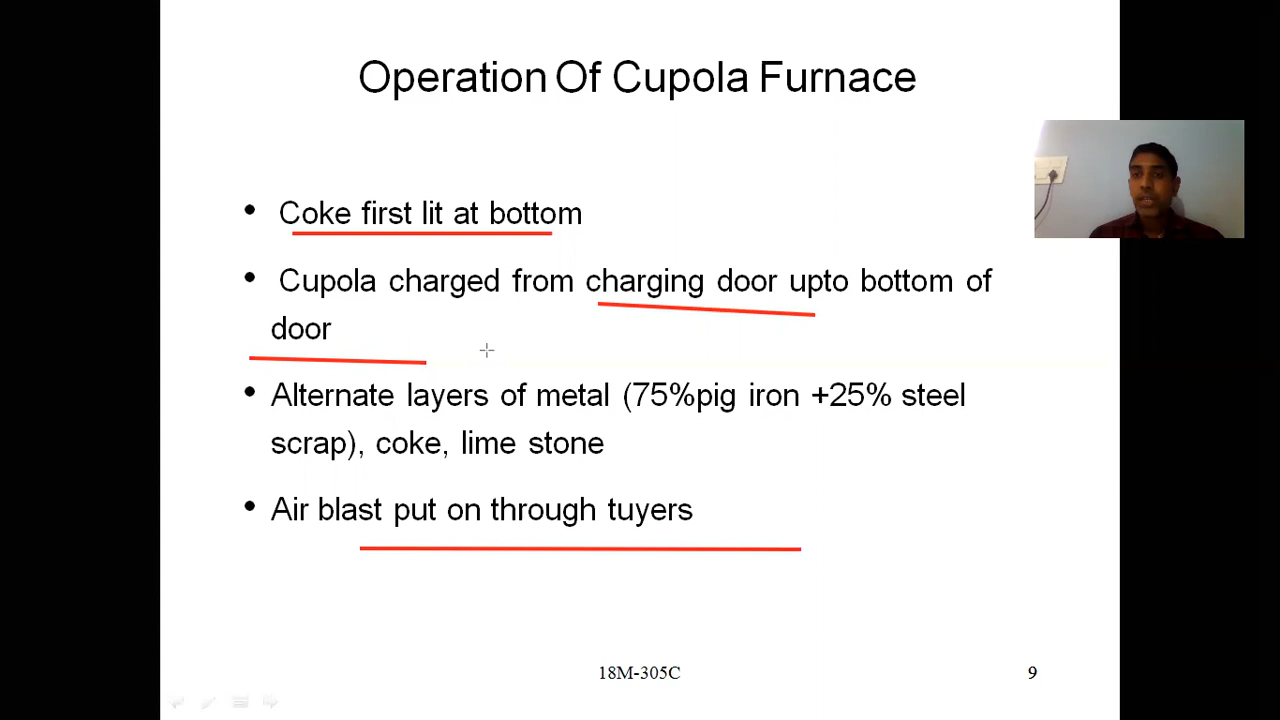 Operation Of Cupola Furnace
• Coke first lit at bottom
• Cupola charged from charging door upto bottom of
door
• Alternate layers of metal (75%pig iron +25% steel
scrap), coke, lime stone
• Air blast put on through tuyers
18M-305C
9